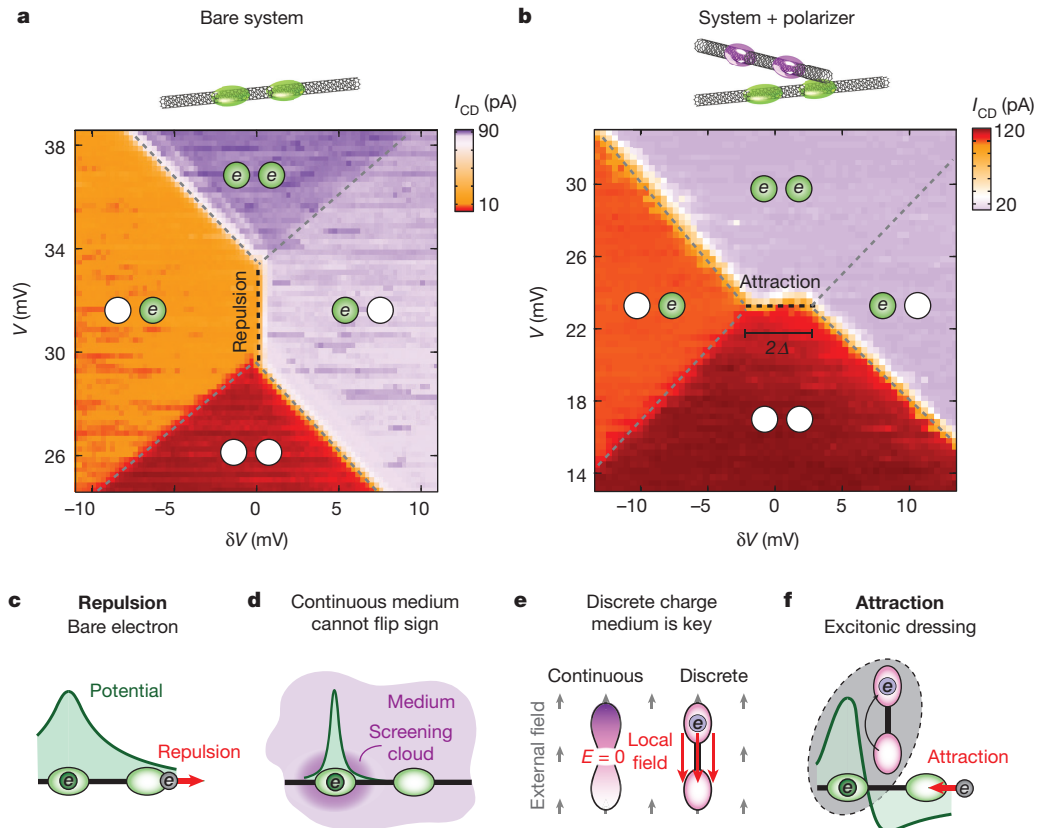 a
Bare system
I_CD (pA)
90
10
38
34
30
26
V (mV)
e e
e
e
Repulsion
−10
−5
0
5
10
δV (mV)
b
System + polarizer
I_CD (pA)
120
20
30
26
22
18
14
V (mV)
e e
Attraction
e
e
2Δ
−10
−5
0
5
10
δV (mV)
c
Repulsion
Bare electron
Potential
Repulsion
e
e
d
Continuous medium
cannot flip sign
Medium
Screening
cloud
e
e
Discrete charge
medium is key
Continuous
Discrete
External field
e
E = 0
Local
field
f
Attraction
Excitonic dressing
e
Attraction
e
e